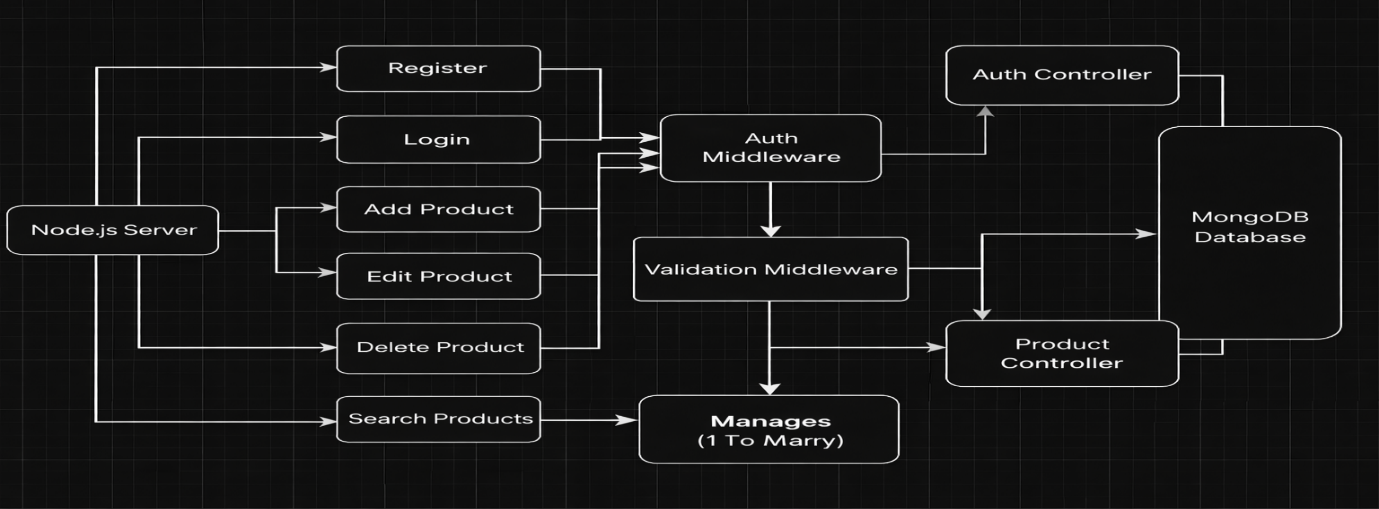 Register
Login
Node.js Server
Add Product
Edit Product
Delete Product
Search Products
Auth
Middleware
Validation Middleware
Manages
(1 To Marry)
Auth Controller
MongoDB
Database
Product
Controller